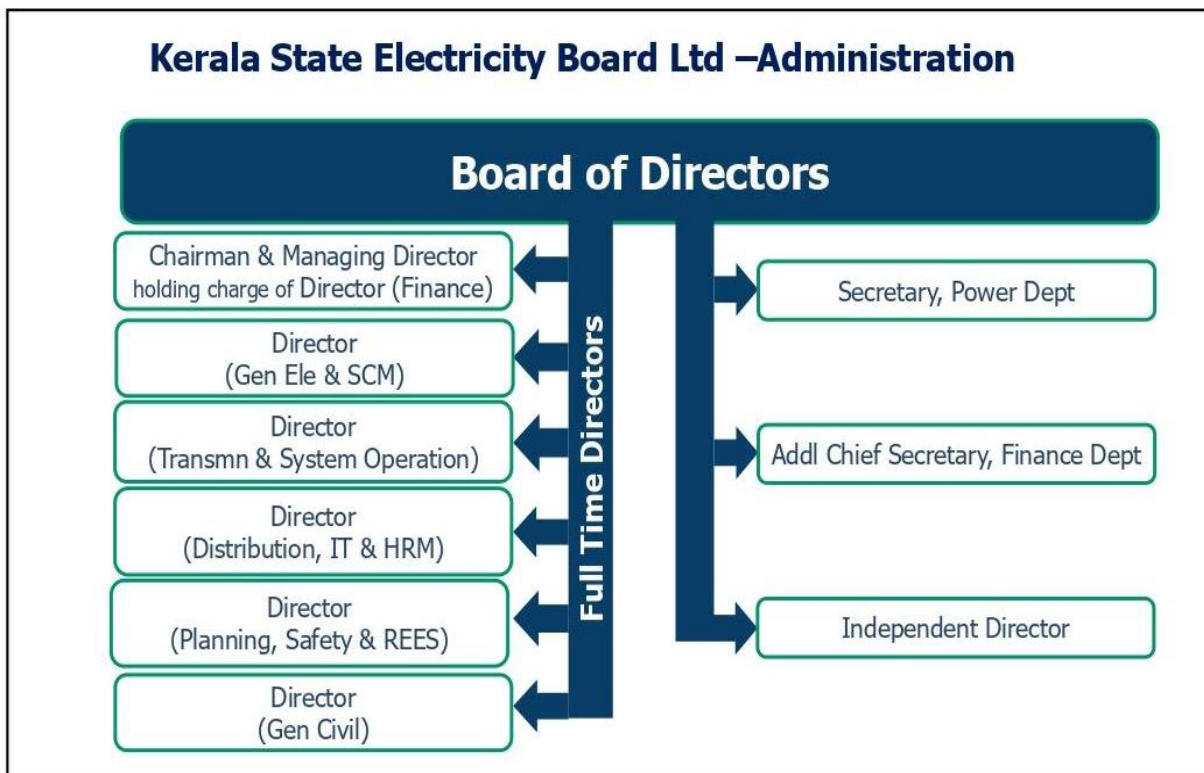 Kerala State Electricity Board Ltd –Administration
Board of Directors
Chairman & Managing Director
holding charge of Director (Finance)
Director
(Gen Ele & SCM)
Director
(Transmn & System Operation)
Director
(Distribution, IT & HRM)
Director
(Planning, Safety & REES)
Director
(Gen Civil)
Full Time Directors
Secretary, Power Dept
Addl Chief Secretary, Finance Dept
Independent Director